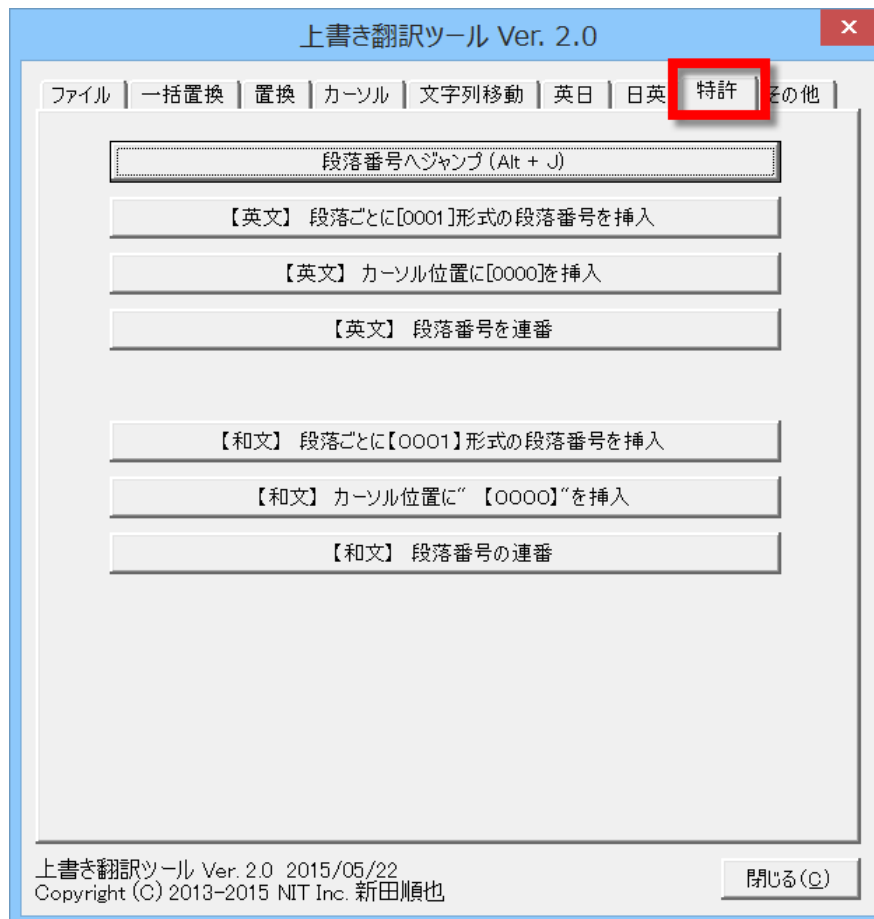 上書き翻訳ツール Ver. 2.0
ファイル 一括置換 置換 カーソル 文字列移動 英日 日英 特許 その他
段落番号へジャンプ (Alt + J)
【英文】 段落ごとに[0001]形式の段落番号を挿入
【英文】 カーソル位置に[0000]を挿入
【英文】 段落番号を連番
【和文】 段落ごとに【0001】形式の段落番号を挿入
【和文】 カーソル位置に“ 【0000】“を挿入
【和文】 段落番号の連番
上書き翻訳ツール Ver. 2.0 2015/05/22
Copyright (C) 2013-2015 NIT Inc. 新田順也
閉じる(C)